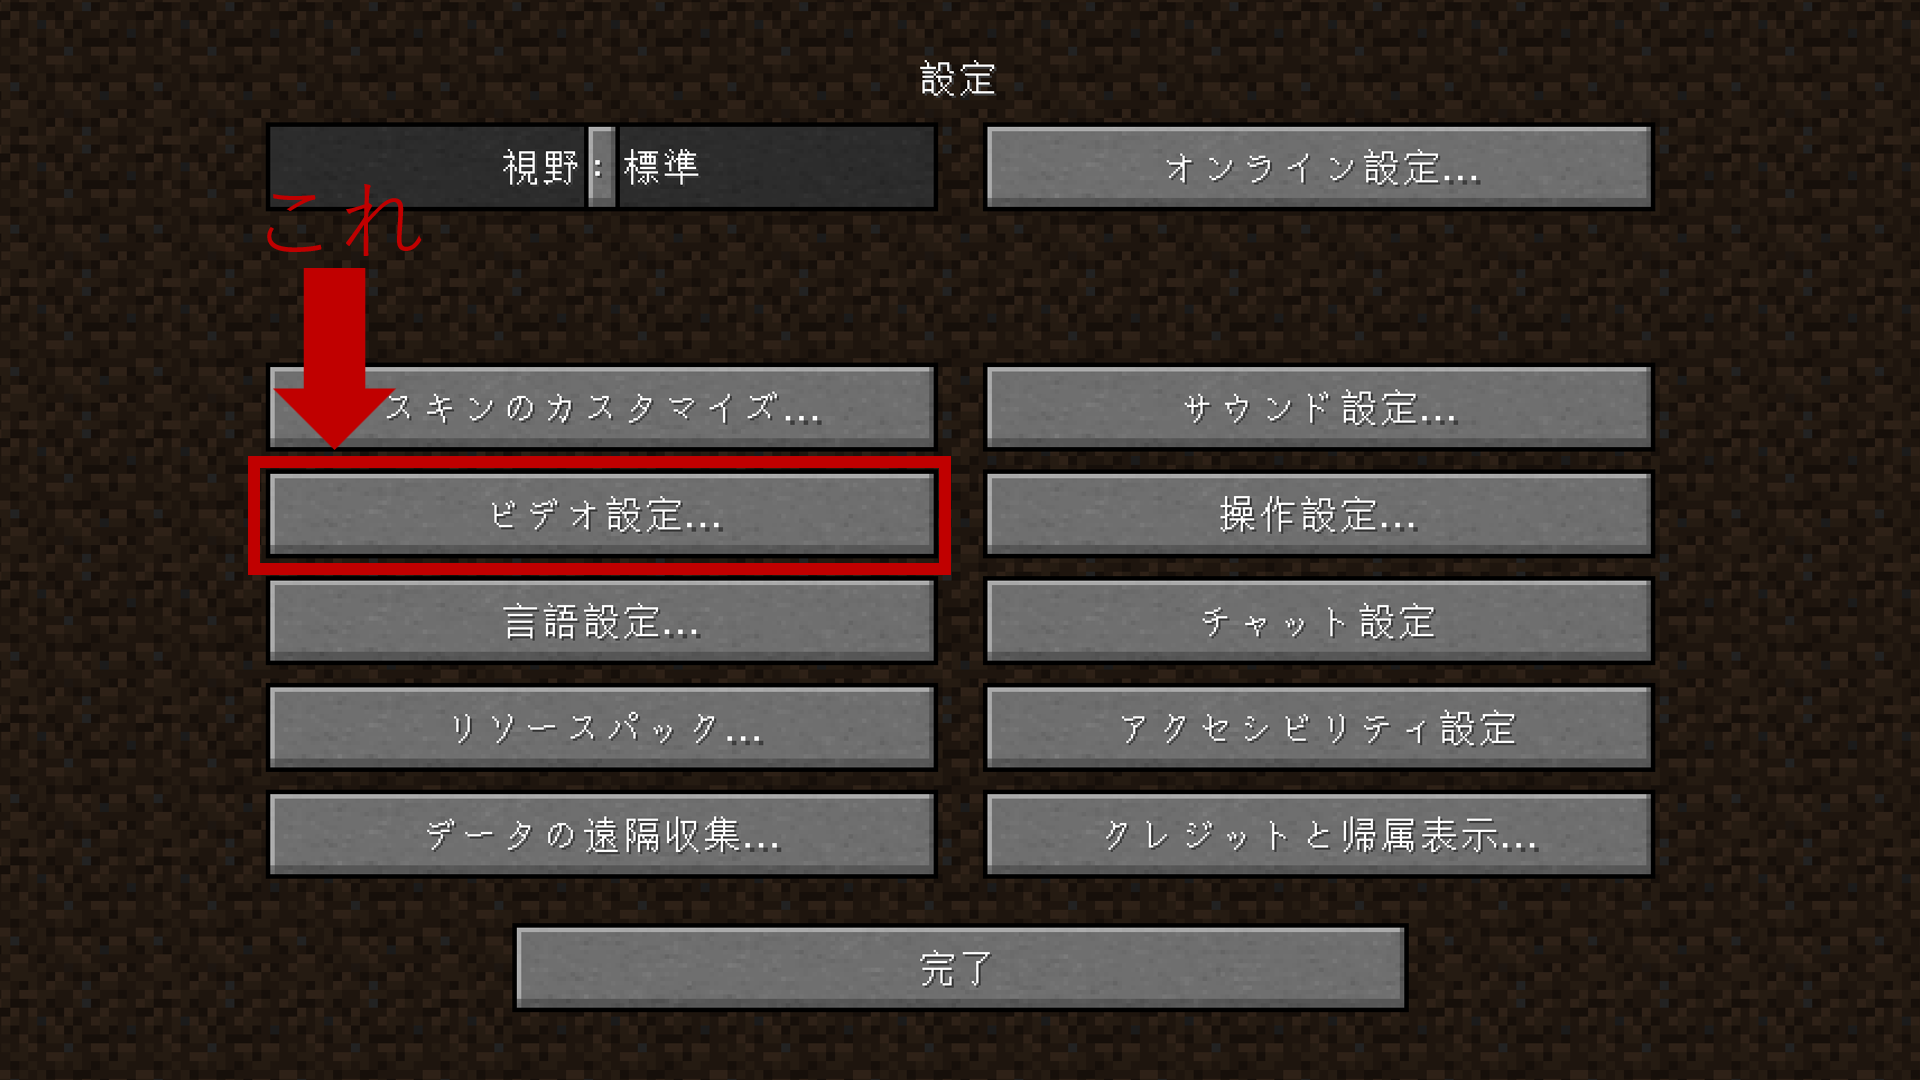 設定
視野: 標準
オンライン設定...
これ
スキンのカスタマイズ...
サウンド設定...
ビデオ設定...
操作設定...
言語設定...
チャット設定
リソースパック...
アクセシビリティ設定
データの遠隔収集...
クレジットと帰属表示...
完了